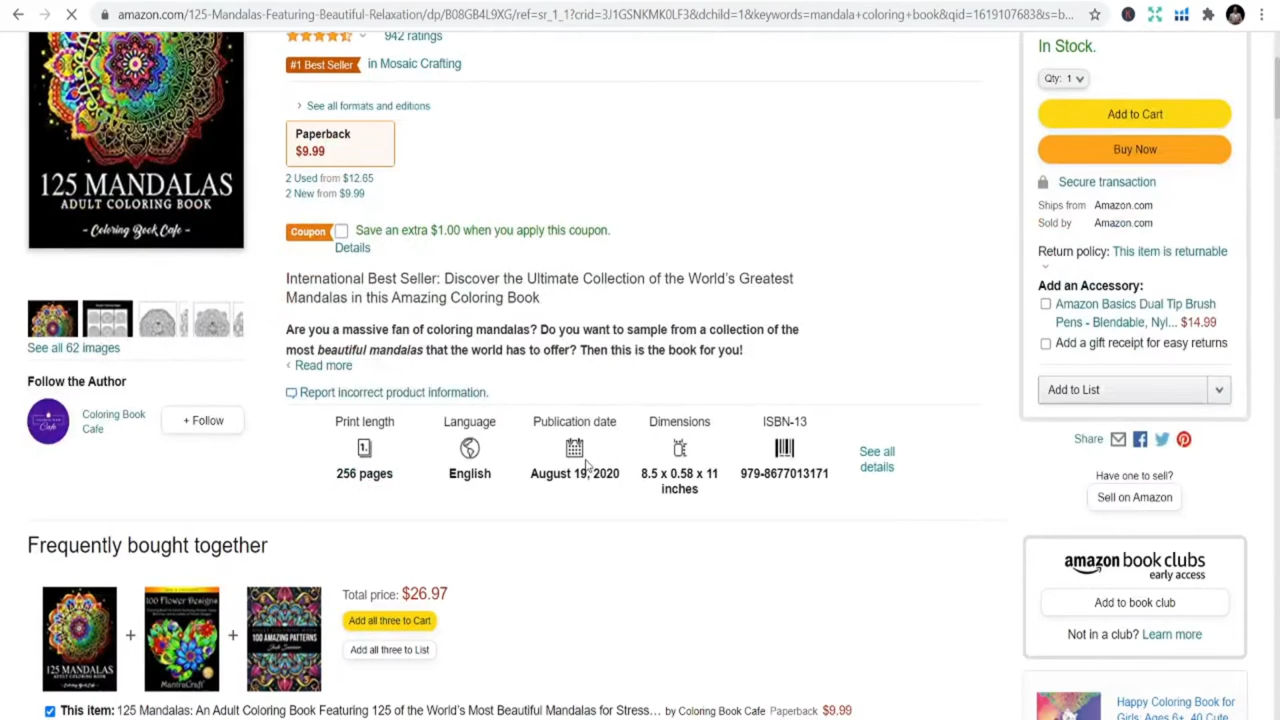 amazon.com/125-Mandalas-Featuring-Beautiful-Relaxation/dp/B08GB4L9XG/ref=sr_1_1?crid=3J1GSNKMK0LF3&dchild=1&keywords=mandala+coloring+book&qid=1619107683&s=b...
942 ratings
#1 Best Seller in Mosaic Crafting
See all formats and editions
Paperback
$9.99
2 Used from $12.65
2 New from $9.99
Coupon Save an extra $1.00 when you apply this coupon.
Details
International Best Seller: Discover the Ultimate Collection of the World's Greatest
Mandalas in this Amazing Coloring Book
Are you a massive fan of coloring mandalas? Do you want to sample from a collection of the
most beautiful mandalas that the world has to offer? Then this is the book for you!
Read more
Report incorrect product information.
Print length
256 pages
Language
English
Publication date
August 19, 2020
Dimensions
8.5 x 0.58 x 11
inches
ISBN-13
979-8677013171
See all
details
125 MANDALAS
ADULT COLORING BOOK
- Coloring Book Cafe -
See all 62 images
Follow the Author
Coloring Book
Cafe
+ Follow
In Stock.
Qty: 1
Add to Cart
Buy Now
Secure transaction
Ships from Amazon.com
Sold by Amazon.com
Return policy: This item is returnable
Add an Accessory:
Amazon Basics Dual Tip Brush
Pens - Blendable, Nyl... $14.99
Add a gift receipt for easy returns
Add to List
Share
Have one to sell?
Sell on Amazon
amazon book clubs
early access
Add to book club
Not in a club? Learn more
Happy Coloring Book for
Girls: Ages 6+, 40 Cute
Frequently bought together
125 MANDALAS
100 Flower Designs
MantraCraft
100 AMAZING PATTERNS
Total price: $26.97
Add all three to Cart
Add all three to List
This item: 125 Mandalas: An Adult Coloring Book Featuring 125 of the World's Most Beautiful Mandalas for Stress... by Coloring Book Cafe Paperback $9.99